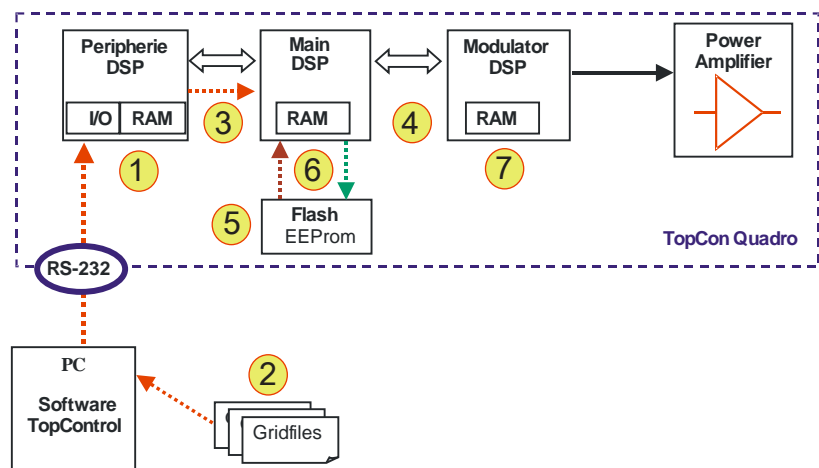 Peripherie
DSP
I/O
RAM
Main
DSP
RAM
Modulator
DSP
RAM
Power
Amplifier
3
4
1
6
7
5
Flash
EEProm
TopCon Quadro
RS-232
PC
Software
TopControl
2
Gridfiles